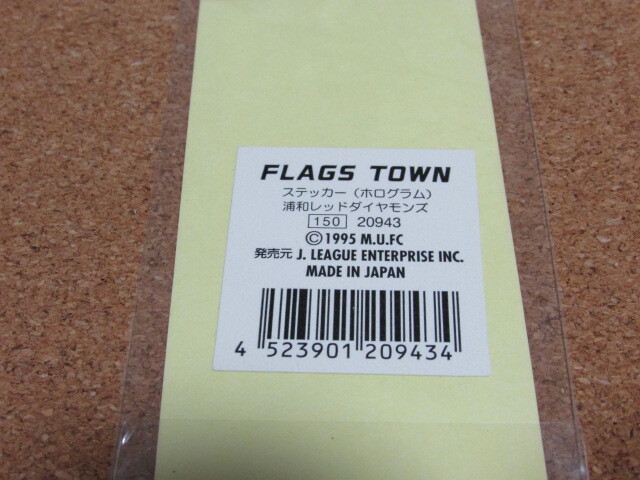 FLAGS TOWN
ステッカー（ホログラム）
浦和レッドダイヤモンズ
150 20943
©1995 M.U.FC
発売元 J. LEAGUE ENTERPRISE INC.
MADE IN JAPAN
4 523901 209434